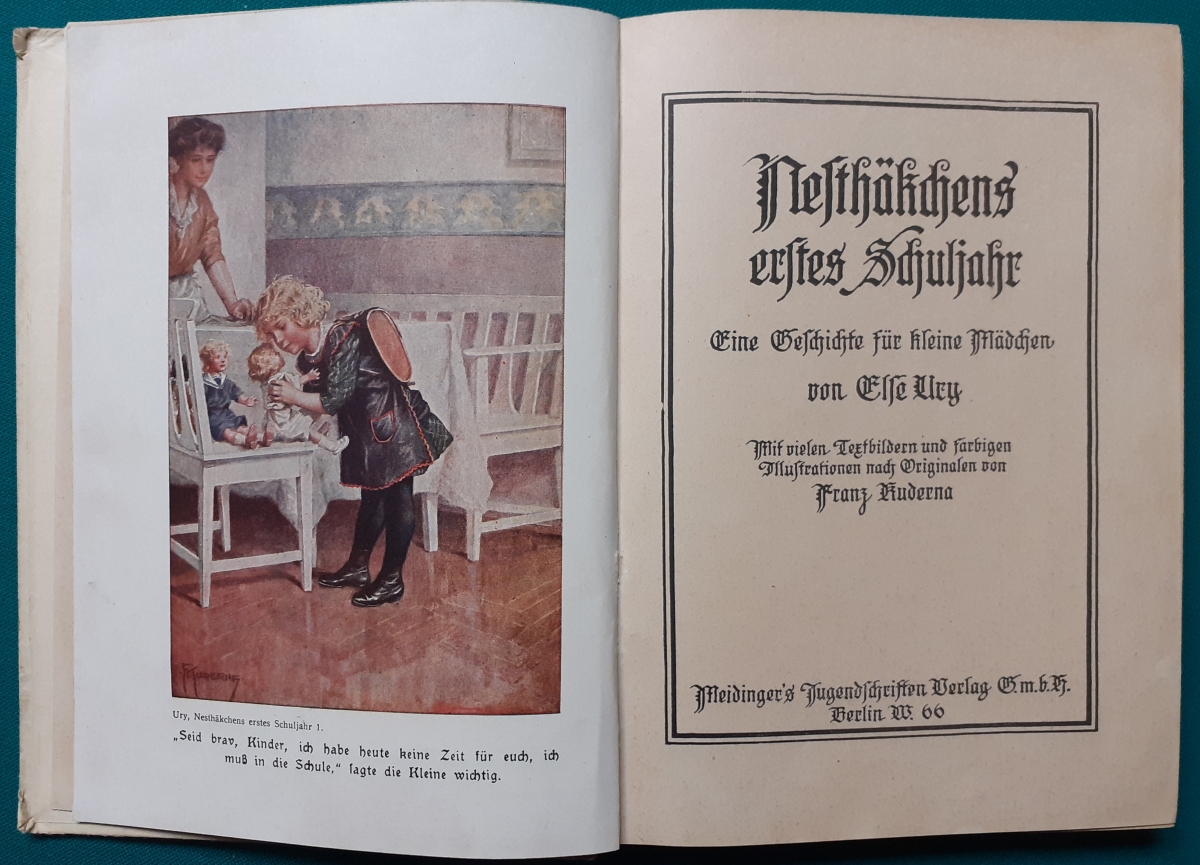 F. KUDERNA
Ury, Nesthäkchens erstes Schuljahr 1.
„Seid brav, Kinder, ich habe heute keine Zeit für euch, ich
muß in die Schule,“ sagte die Kleine wichtig.
Nesthäkchens
erstes Schuljahr
Eine Geschichte für kleine Mädchen
von Else Ury
Mit vielen Textbildern und farbigen
Illustrationen nach Originalen von
Franz Kuderna
Meidinger's Jugendschriften Verlag G.m.b.H.
Berlin W. 66